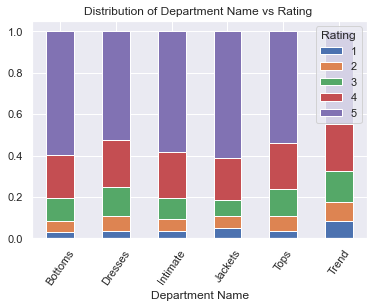 Distribution of Department Name vs Rating
Rating
1
2
3
4
5
1.0
0.8
0.6
0.4
0.2
0.0
Bottoms
Dresses
Intimate
Jackets
Tops
Trend
Department Name